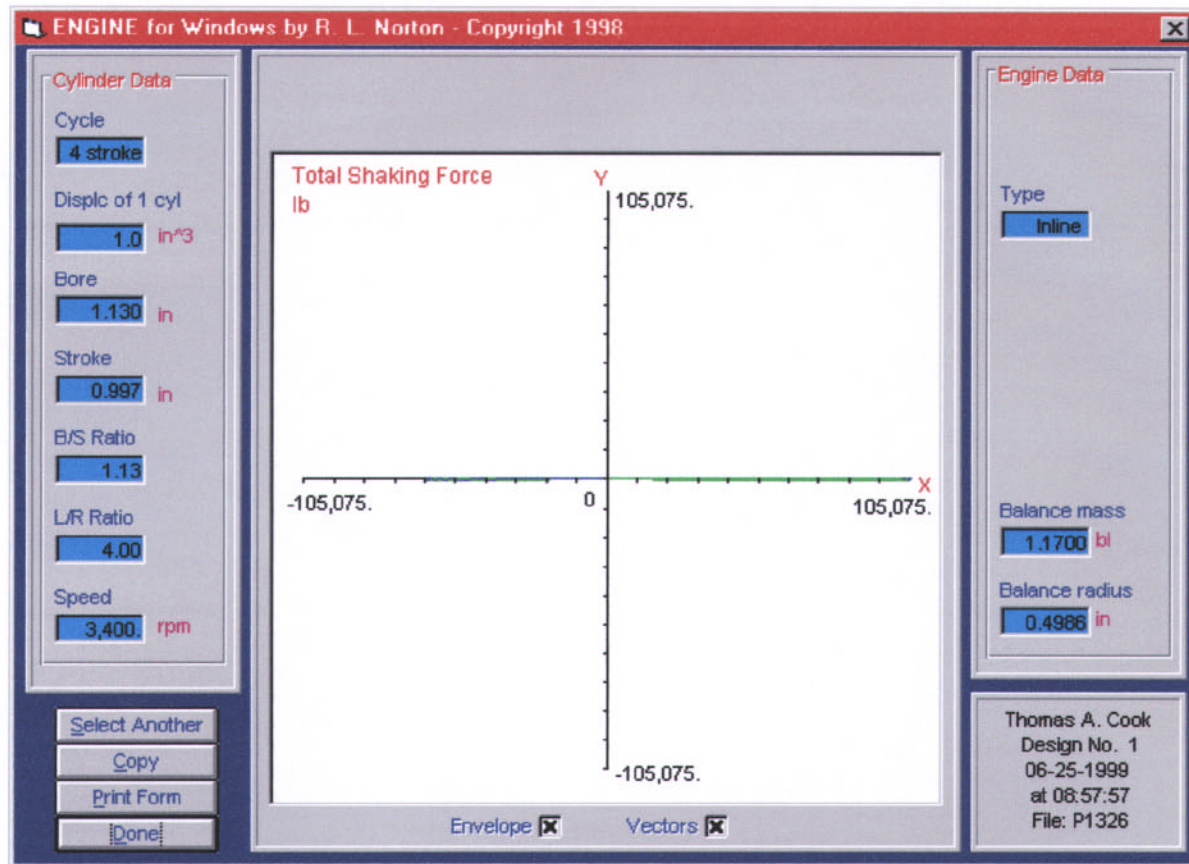 ENGINE for Windows by R. L. Norton - Copyright 1998
Cylinder Data
Cycle
4 stroke
Displc of 1 cyl
1.0 in^3
Bore
1.130 in
Stroke
0.997 in
B/S Ratio
1.13
L/R Ratio
4.00
Speed
3,400. rpm
Select Another
Copy
Print Form
Done
Total Shaking Force
lb
Y
105,075.
-105,075.
0
X
105,075.
-105,075.
Envelope
Vectors
Engine Data
Type
Inline
Balance mass
1.1700 bl
Balance radius
0.4986 in
Thomas A. Cook
Design No. 1
06-25-1999
at 08:57:57
File: P1326